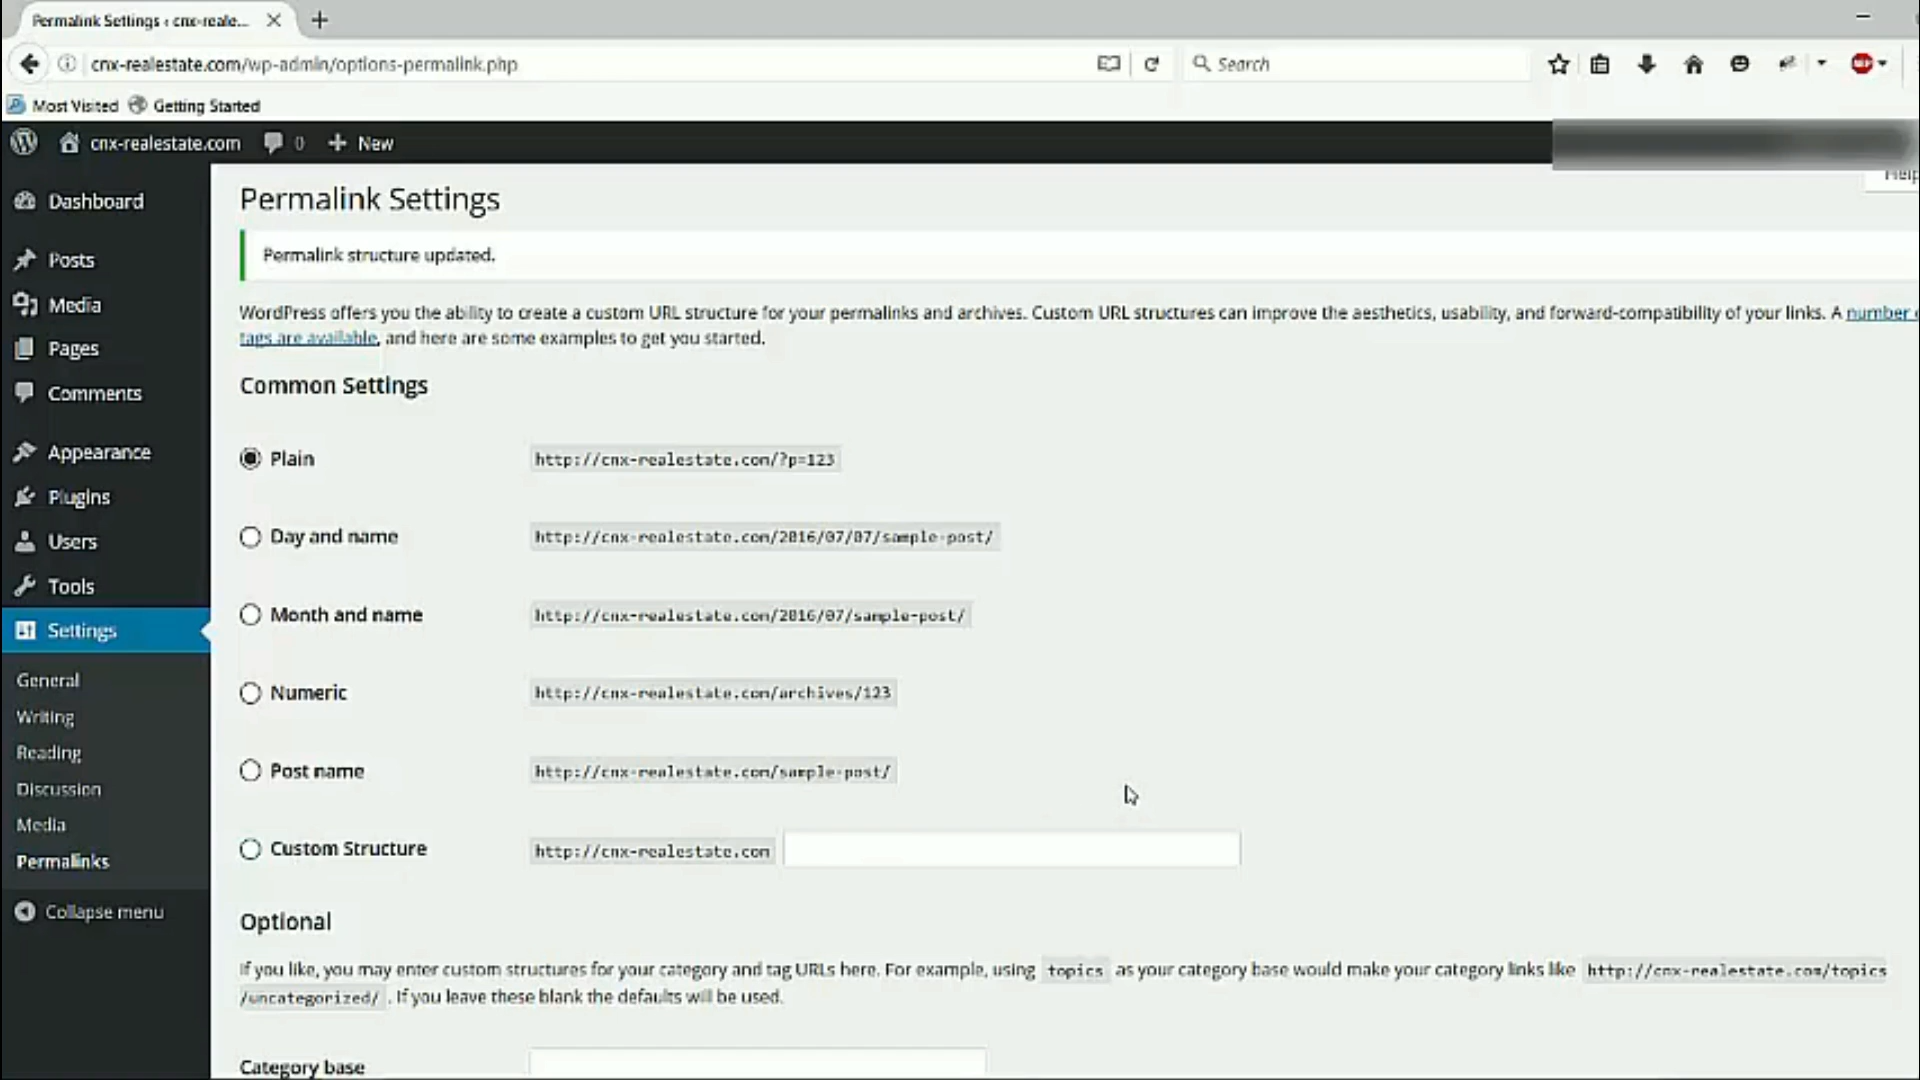 Permalink Settings ‹ cnx-reale...
cnx-realestate.com/wp-admin/options-permalink.php
Search
Most Visited Getting Started
cnx-realestate.com 0 New
Help
Dashboard
Posts
Media
Pages
Comments
Appearance
Plugins
Users
Tools
Settings
General
Writing
Reading
Discussion
Media
Permalinks
Collapse menu
Permalink Settings
Permalink structure updated.
WordPress offers you the ability to create a custom URL structure for your permalinks and archives. Custom URL structures can improve the aesthetics, usability, and forward-compatibility of your links. A number
tags are available, and here are some examples to get you started.
Common Settings
Plain http://cnx-realestate.com/?p=123
Day and name http://cnx-realestate.com/2016/07/07/sample-post/
Month and name http://cnx-realestate.com/2016/07/sample-post/
Numeric http://cnx-realestate.com/archives/123
Post name http://cnx-realestate.com/sample-post/
Custom Structure http://cnx-realestate.com
Optional
If you like, you may enter custom structures for your category and tag URLs here. For example, using topics as your category base would make your category links like http://cnx-realestate.com/topics
/uncategorized/ . If you leave these blank the defaults will be used.
Category base